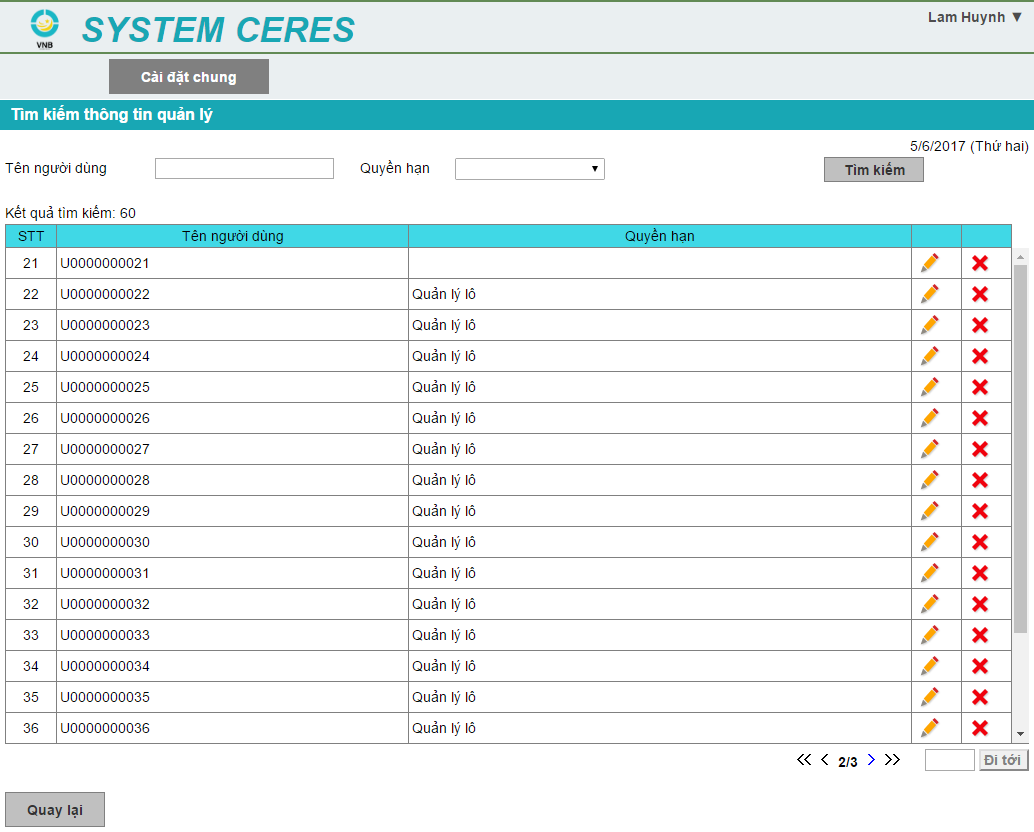 VNB
SYSTEM CERES
Lam Huynh ▼
Cài đặt chung
Tìm kiếm thông tin quản lý
5/6/2017 (Thứ hai)
Tên người dùng Quyền hạn Tìm kiếm
Kết quả tìm kiếm: 60
STT Tên người dùng Quyền hạn
21 U0000000021
22 U0000000022 Quản lý lô
23 U0000000023 Quản lý lô
24 U0000000024 Quản lý lô
25 U0000000025 Quản lý lô
26 U0000000026 Quản lý lô
27 U0000000027 Quản lý lô
28 U0000000028 Quản lý lô
29 U0000000029 Quản lý lô
30 U0000000030 Quản lý lô
31 U0000000031 Quản lý lô
32 U0000000032 Quản lý lô
33 U0000000033 Quản lý lô
34 U0000000034 Quản lý lô
35 U0000000035 Quản lý lô
36 U0000000036 Quản lý lô
2/3 Đi tới
Quay lại